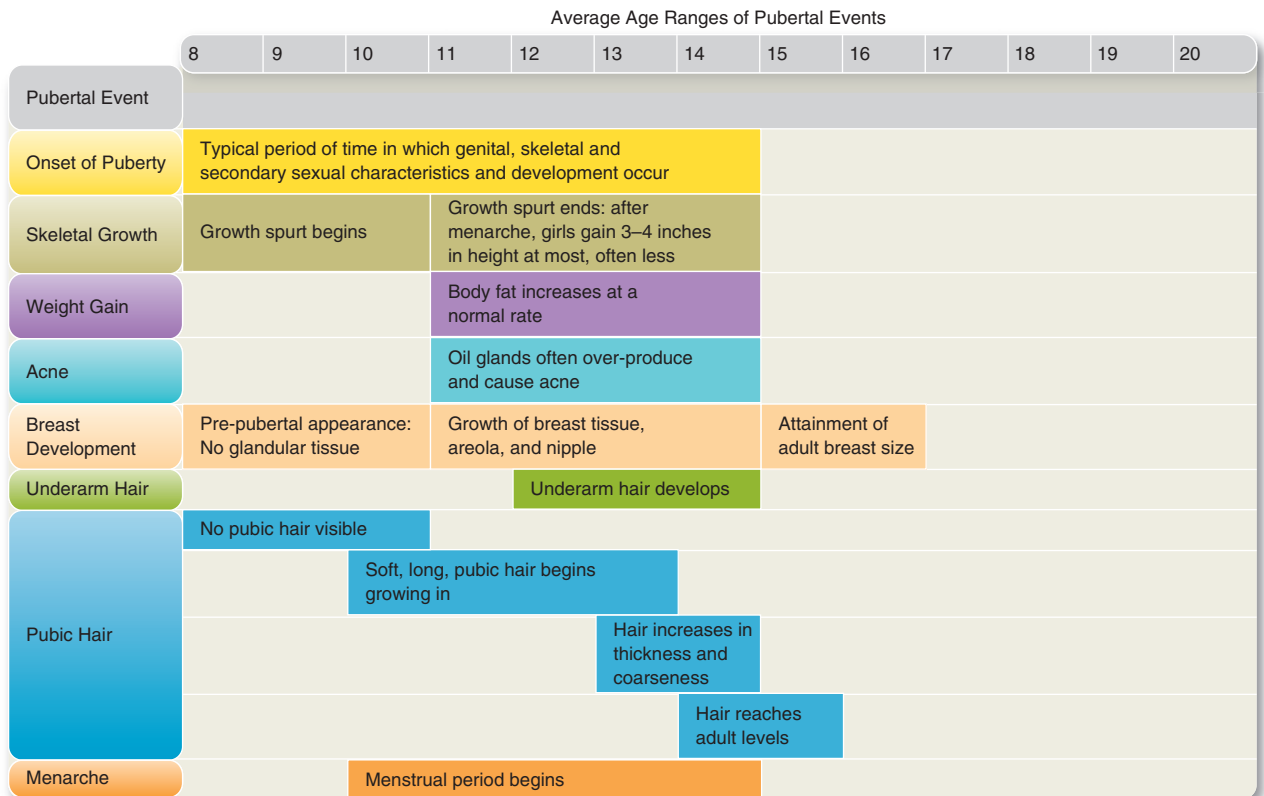 Average Age Ranges of Pubertal Events
8 9 10 11 12 13 14 15 16 17 18 19 20
Pubertal Event
Onset of Puberty
Typical period of time in which genital, skeletal and
secondary sexual characteristics and development occur
Skeletal Growth
Growth spurt begins
Growth spurt ends: after
menarche, girls gain 3–4 inches
in height at most, often less
Weight Gain
Body fat increases at a
normal rate
Acne
Oil glands often over-produce
and cause acne
Breast
Development
Pre-pubertal appearance:
No glandular tissue
Growth of breast tissue,
areola, and nipple
Attainment of
adult breast size
Underarm Hair
Underarm hair develops
Pubic Hair
No pubic hair visible
Soft, long, pubic hair begins
growing in
Hair increases in
thickness and
coarseness
Hair reaches
adult levels
Menarche
Menstrual period begins